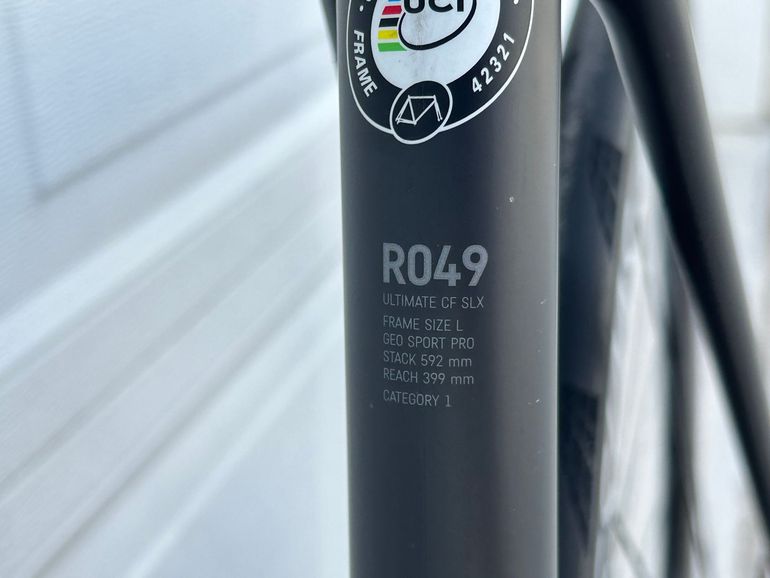 UCI
FRAME
42321
R049
ULTIMATE CF SLX
FRAME SIZE L
GEO SPORT PRO
STACK 592 mm
REACH 399 mm
CATEGORY 1